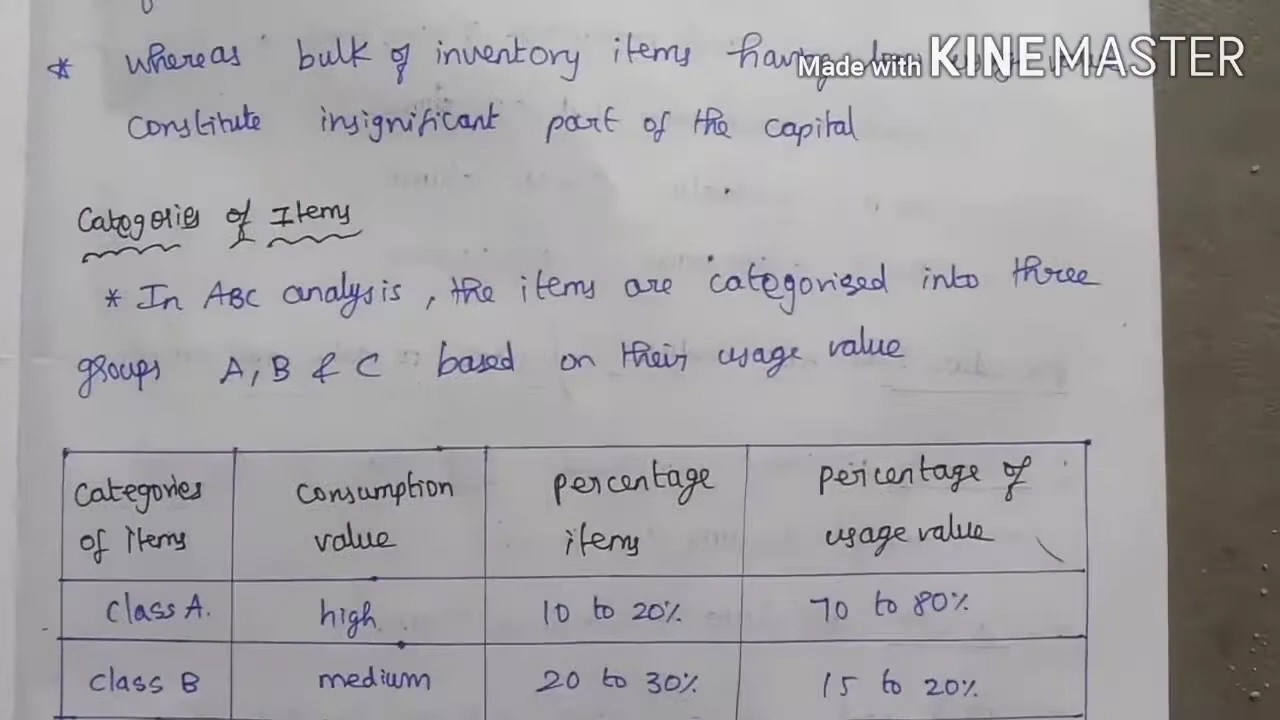 * whereas bulk of inventory items having
Made with KINEMASTER
constitute insignificant part of the capital
Categories of Items
* In ABC analysis, the items are categorized into three
groups A, B & C based on their usage value
Categories of items | consumption value | percentage items | percentage of usage value
Class A. | high | 10 to 20% | 70 to 80%
class B | medium | 20 to 30% | 15 to 20%